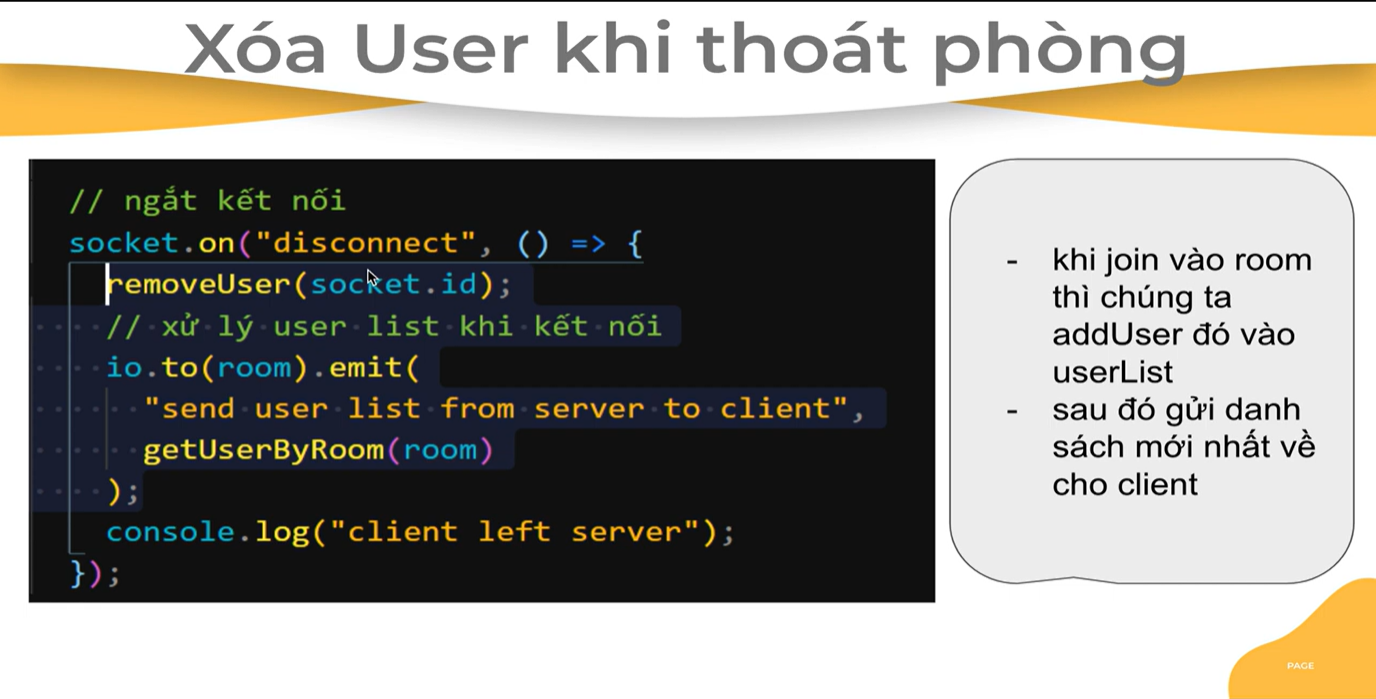 Xóa User khi thoát phòng
// ngắt kết nối
socket.on("disconnect", () => {
removeUser(socket.id);
// xử lý user list khi kết nối
io.to(room).emit(
"send user list from server to client",
getUserByRoom(room)
);
console.log("client left server");
});
- khi join vào room
thì chúng ta
addUser đó vào
userList
- sau đó gửi danh
sách mới nhất về
cho client
PAGE